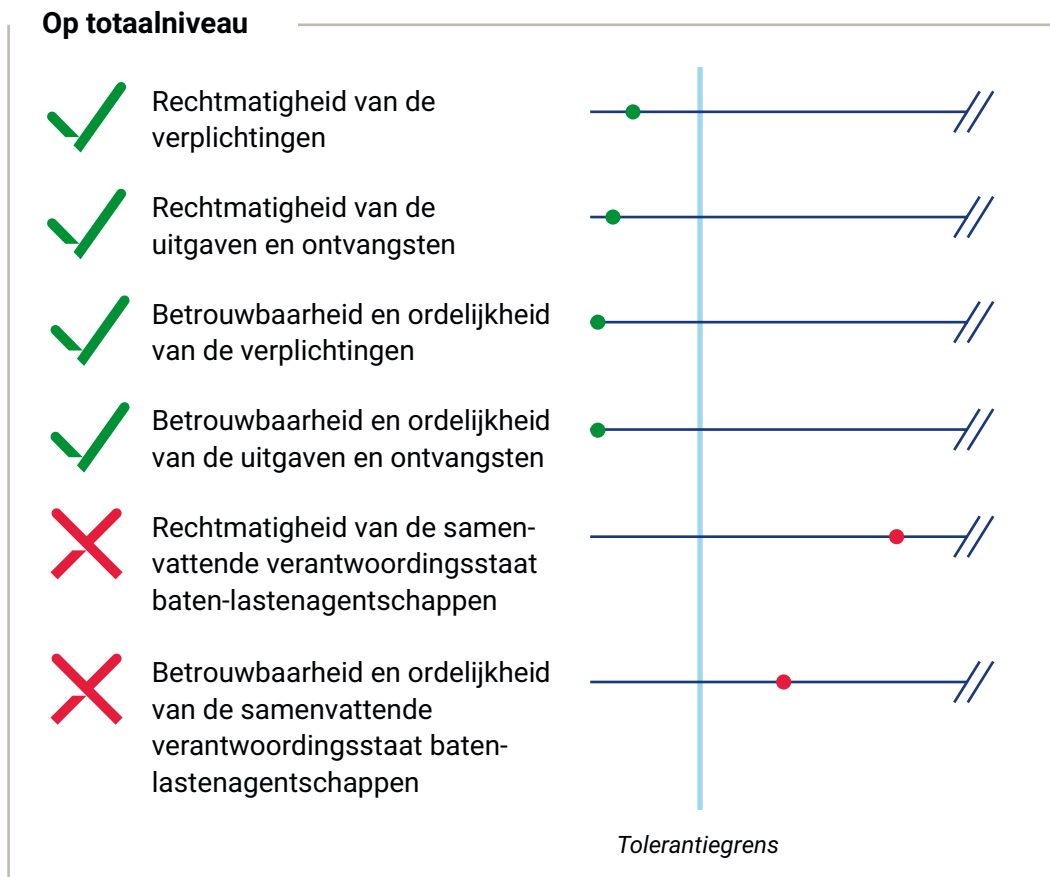 Op totaalniveau
Rechtmatigheid van de
verplichtingen
Rechtmatigheid van de
uitgaven en ontvangsten
Betrouwbaarheid en ordelijkheid
van de verplichtingen
Betrouwbaarheid en ordelijkheid
van de uitgaven en ontvangsten
Rechtmatigheid van de samen-
vattende verantwoordingsstaat
baten-lastenagentschappen
Betrouwbaarheid en ordelijkheid
van de samenvattende
verantwoordingsstaat baten-
lastenagentschappen
Tolerantiegrens